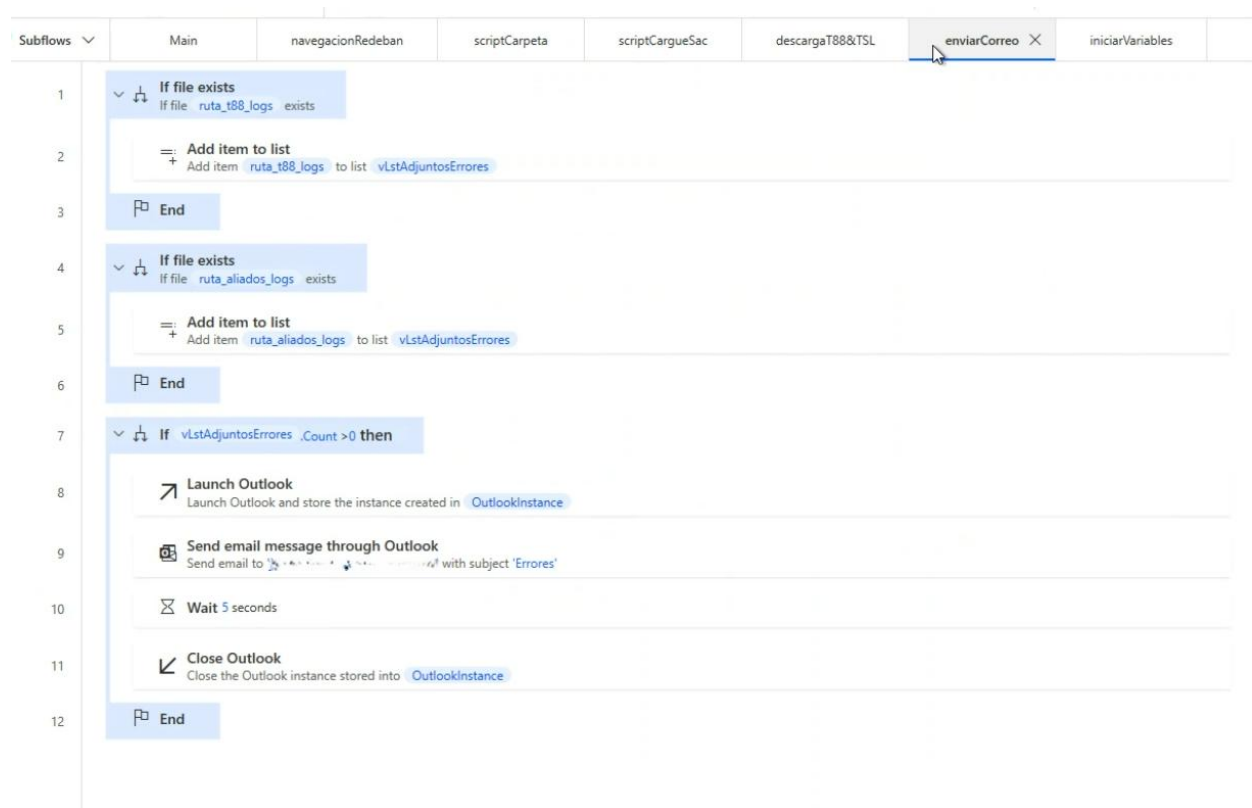 Subflows Main navegacionRedeban scriptCarpeta scriptCargueSac descargaT88&TSL enviarCorreo iniciarVariables
1 If file exists
If file ruta_t88_logs exists
2 Add item to list
Add item ruta_t88_logs to list vLstAdjuntosErrores
3 End
4 If file exists
If file ruta_aliados_logs exists
5 Add item to list
Add item ruta_aliados_logs to list vLstAdjuntosErrores
6 End
7 If vLstAdjuntosErrores .Count >0 then
8 Launch Outlook
Launch Outlook and store the instance created in OutlookInstance
9 Send email message through Outlook
Send email to with subject 'Errores'
10 Wait 5 seconds
11 Close Outlook
Close the Outlook instance stored into OutlookInstance
12 End